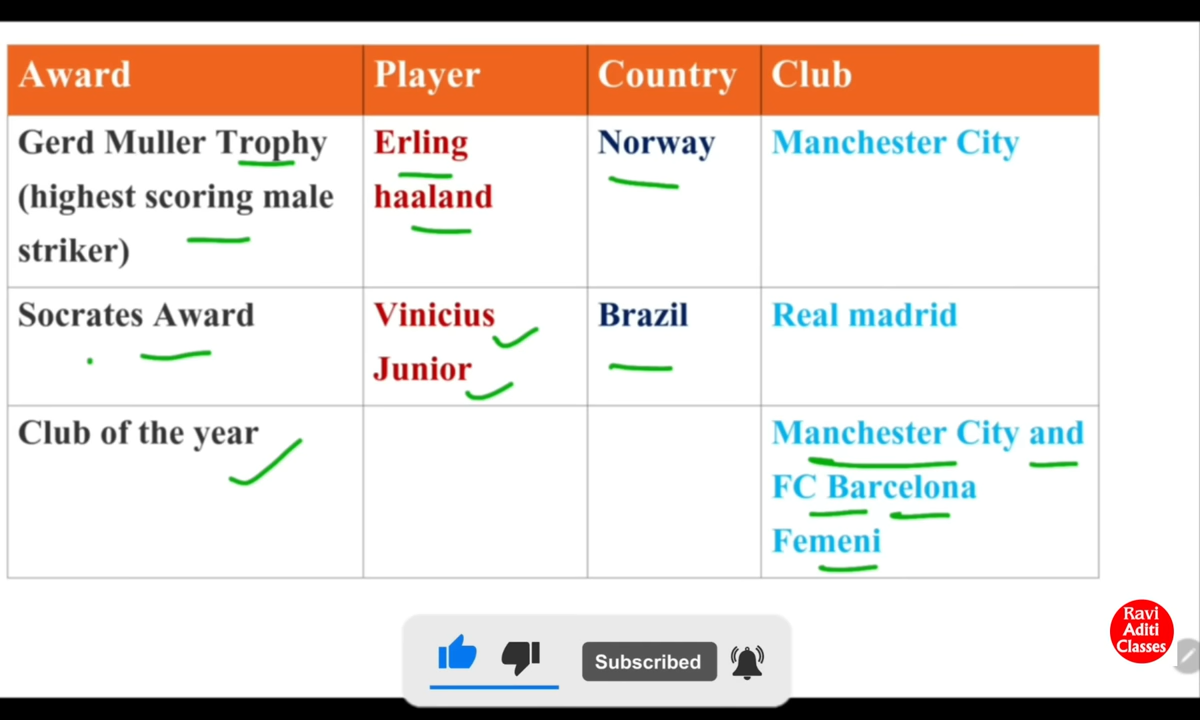 Award Player Country Club
Gerd Muller Trophy Erling Norway Manchester City
(highest scoring male haaland
striker)
Socrates Award Vinicius Brazil Real madrid
Junior
Club of the year Manchester City and
FC Barcelona
Femeni
Ravi
Aditi
Classes
Subscribed